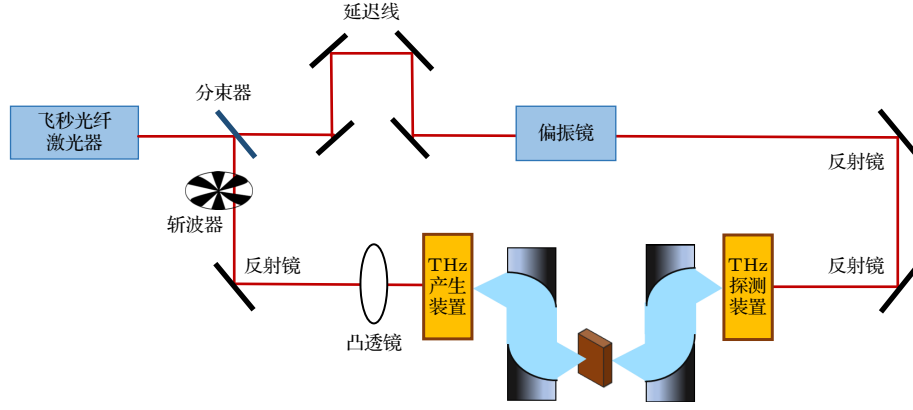 延迟线
分束器
飞秒光纤
激光器
偏振镜
反射镜
斩波器
反射镜
反射镜
THz
产生
装置
THz
探测
装置
凸透镜